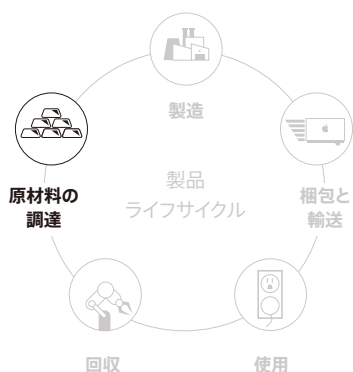 製造
原材料の
調達
製品
ライフサイクル
梱包と
輸送
回収
使用